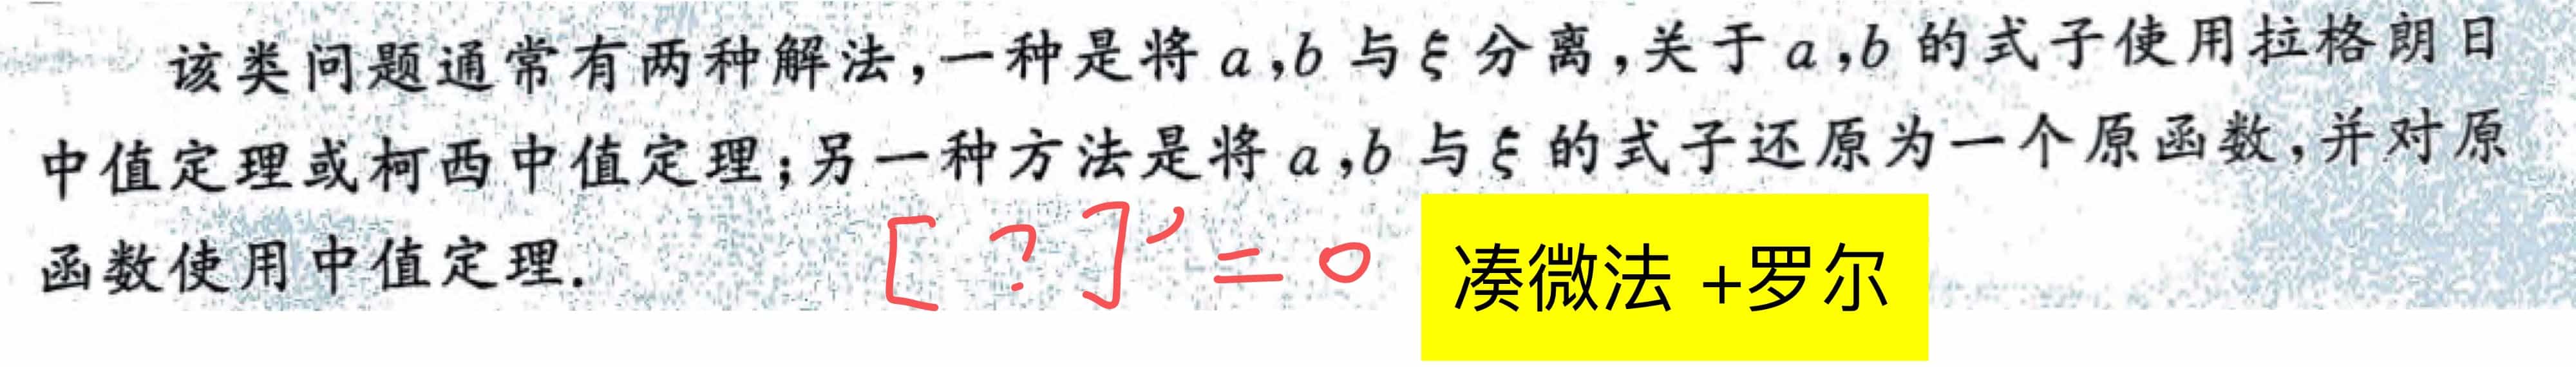 该类问题通常有两种解法,一种是将 a,b 与 ξ 分离,关于 a,b 的式子使用拉格朗日
中值定理或柯西中值定理;另一种方法是将 a,b 与 ξ 的式子还原为一个原函数,并对原
函数使用中值定理.
[ ? ]′ = 0
凑微法 +罗尔